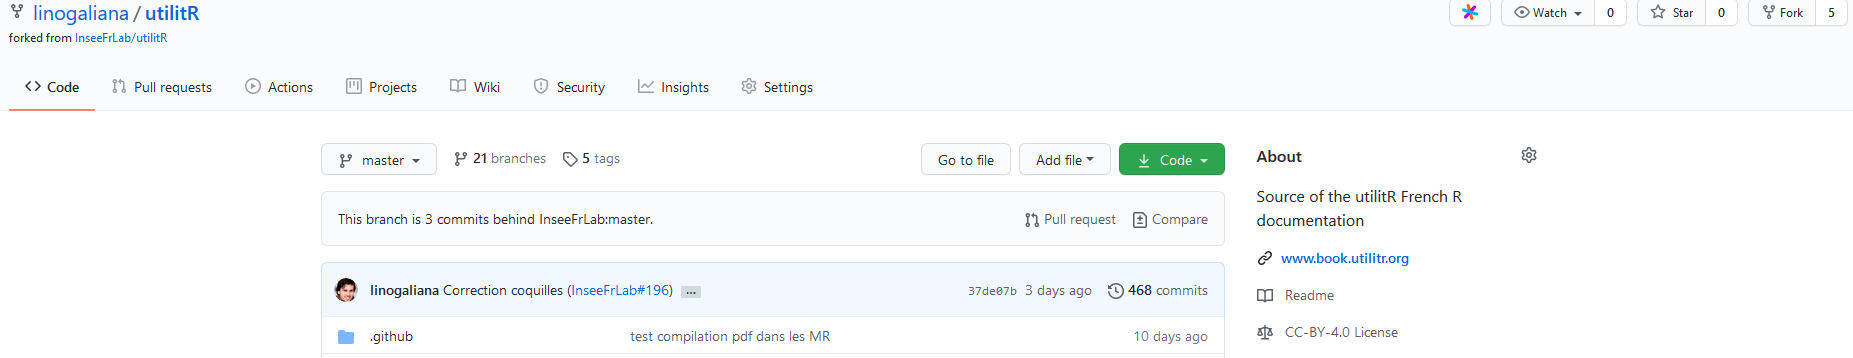 linogaliana / utilitR
Watch 0 Star 0 Fork 5
forked from InseeFrLab/utilitR
Code Pull requests Actions Projects Wiki Security Insights Settings
master 21 branches 5 tags Go to file Add file Code
About
Source of the utilitR French R
documentation
This branch is 3 commits behind InseeFrLab:master. Pull request Compare
www.book.utilitr.org
linogaliana Correction coquilles (InseeFrLab#196) ... 37de07b 3 days ago 468 commits
Readme
.github test compilation pdf dans les MR 10 days ago
CC-BY-4.0 License